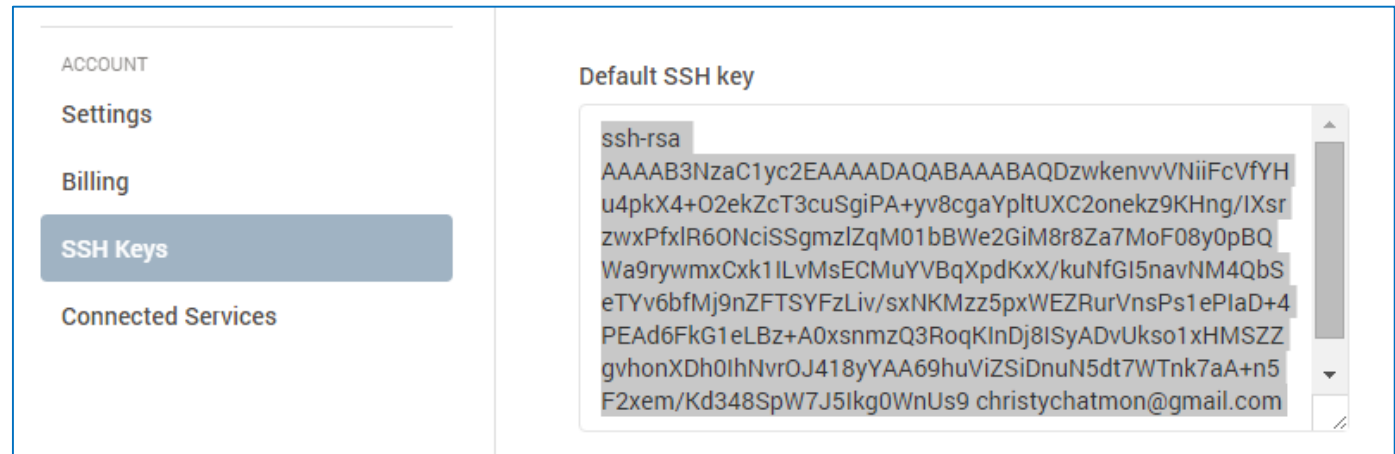 ACCOUNT
Settings
Billing
SSH Keys
Connected Services
Default SSH key
ssh-rsa
AAAAB3NzaC1yc2EAAAADAQABAAABAQDzwkenvvVNiiFcVfYH
u4pkX4+O2ekZcT3cuSgiPA+yv8cgaYpltUXC2onekz9KHng/IXsr
zwxPfxlR6ONciSSgmzlZqM01bBWe2GiM8r8Za7MoF08y0pBQ
Wa9rywmxCxk1ILvMsECMuYVBqXpdKxX/kuNfGI5navNM4QbS
eTYv6bfMj9nZFTSYFzLiv/sxNKMzz5pxWEZRurVnsPs1ePIaD+4
PEAd6FkG1eLBz+A0xsnmzQ3RoqKInDj8ISyADvUkso1xHMSZZ
gvhonXDh0IhNvrOJ418yYAA69huViZSiDnuN5dt7WTnk7aA+n5
F2xem/Kd348SpW7J5Ikg0WnUs9 christychatmon@gmail.com